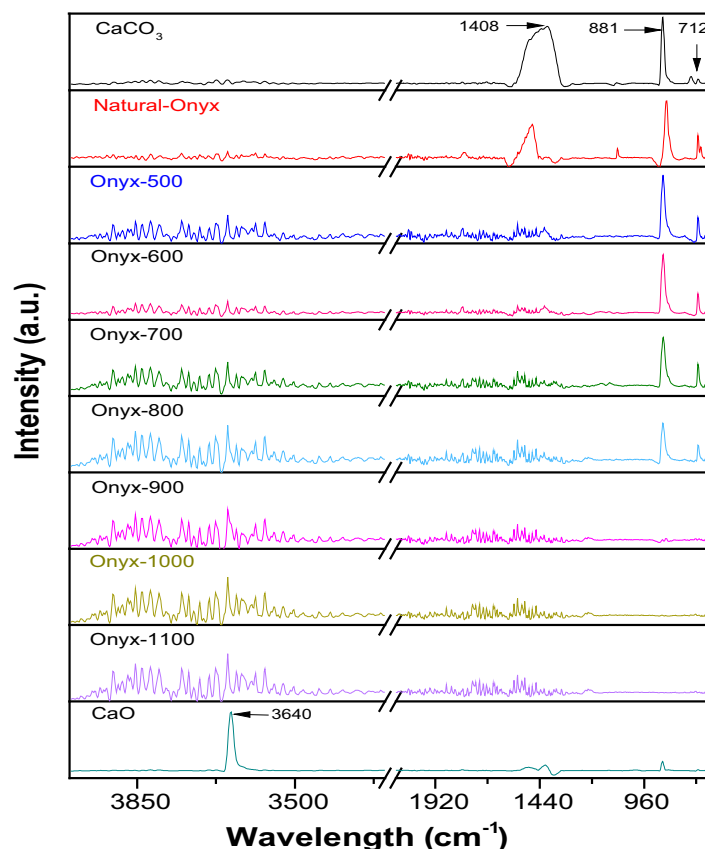 CaCO₃
1408
881
712
Natural-Onyx
Onyx-500
Onyx-600
Onyx-700
Onyx-800
Onyx-900
Onyx-1000
Onyx-1100
CaO
3640
Intensity (a.u.)
3850 3500 1920 1440 960
Wavelength (cm⁻¹)